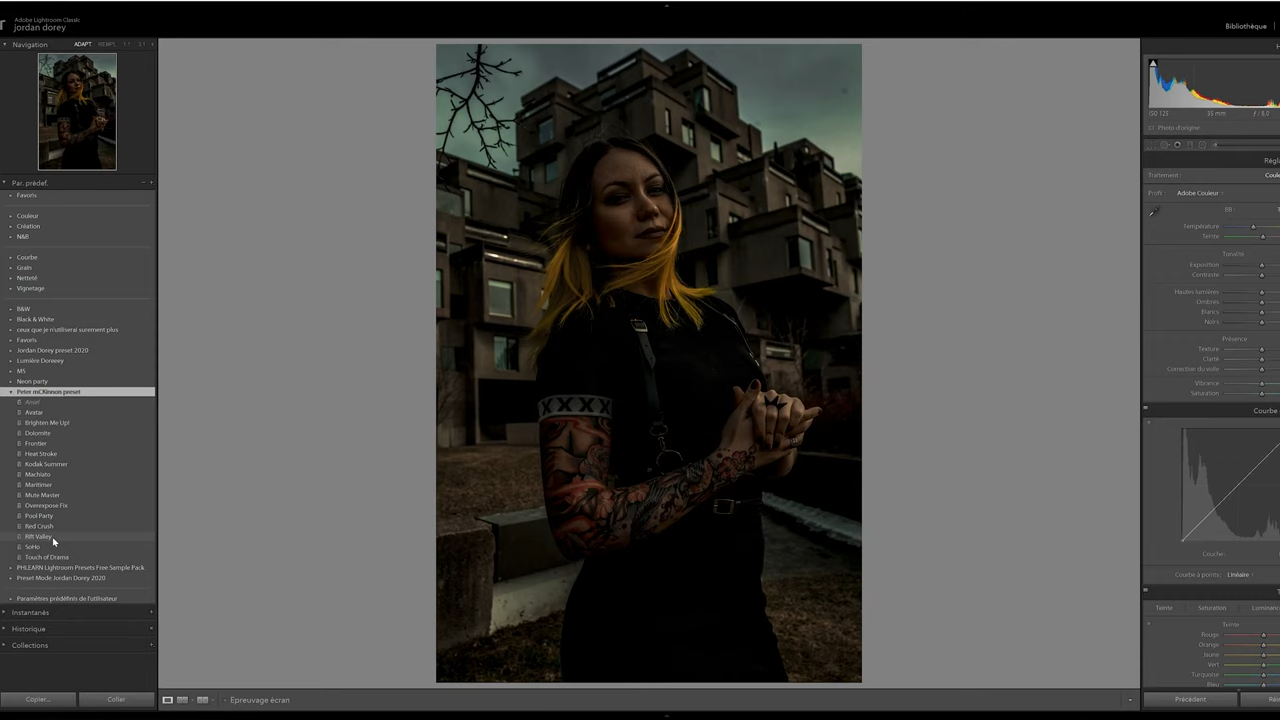 Adobe Lightroom Classic
jordan dorey
Bibliothèque
Navigation
ADAPT.
Par. prédéf.
Favoris
Couleur
Création
N&B
Courbe
Grain
Netteté
Vignetage
B&W
Black & White
ceux que je n'utiliserai surement plus
Favoris
Jordan Dorey preset 2020
Lumière Doreeey
MS
Neon party
Peter mCKinnon preset
Ansel
Avatar
Brighten Me Up!
Dolomite
Frontier
Heat Stroke
Kodak Summer
Machiato
Maritimer
Mute Master
Overexpose Fix
Pool Party
Red Crush
Rift Valley
SoHo
Touch of Drama
PHLEARN Lightroom Presets Free Sample Pack
Preset Mode Jordan Dorey 2020
Paramètres prédéfinis de l'utilisateur
Instantanés
Historique
Collections
Copier...
Coller
Epreuvage écran
ISO 125
35 mm
ƒ / 8,0
Photo d'origine
Traitement :
Profil :
Adobe Couleur
BB :
Température
Teinte
Tonalité
Exposition
Contraste
Hautes lumières
Ombres
Blancs
Noirs
Présence
Texture
Clarté
Correction du voile
Vibrance
Saturation
Courbe
Couche :
Courbe à points :
Linéaire
Teinte
Saturation
Teinte
Rouge
Orange
Jaune
Vert
Turquoise
Bleu
Précédent